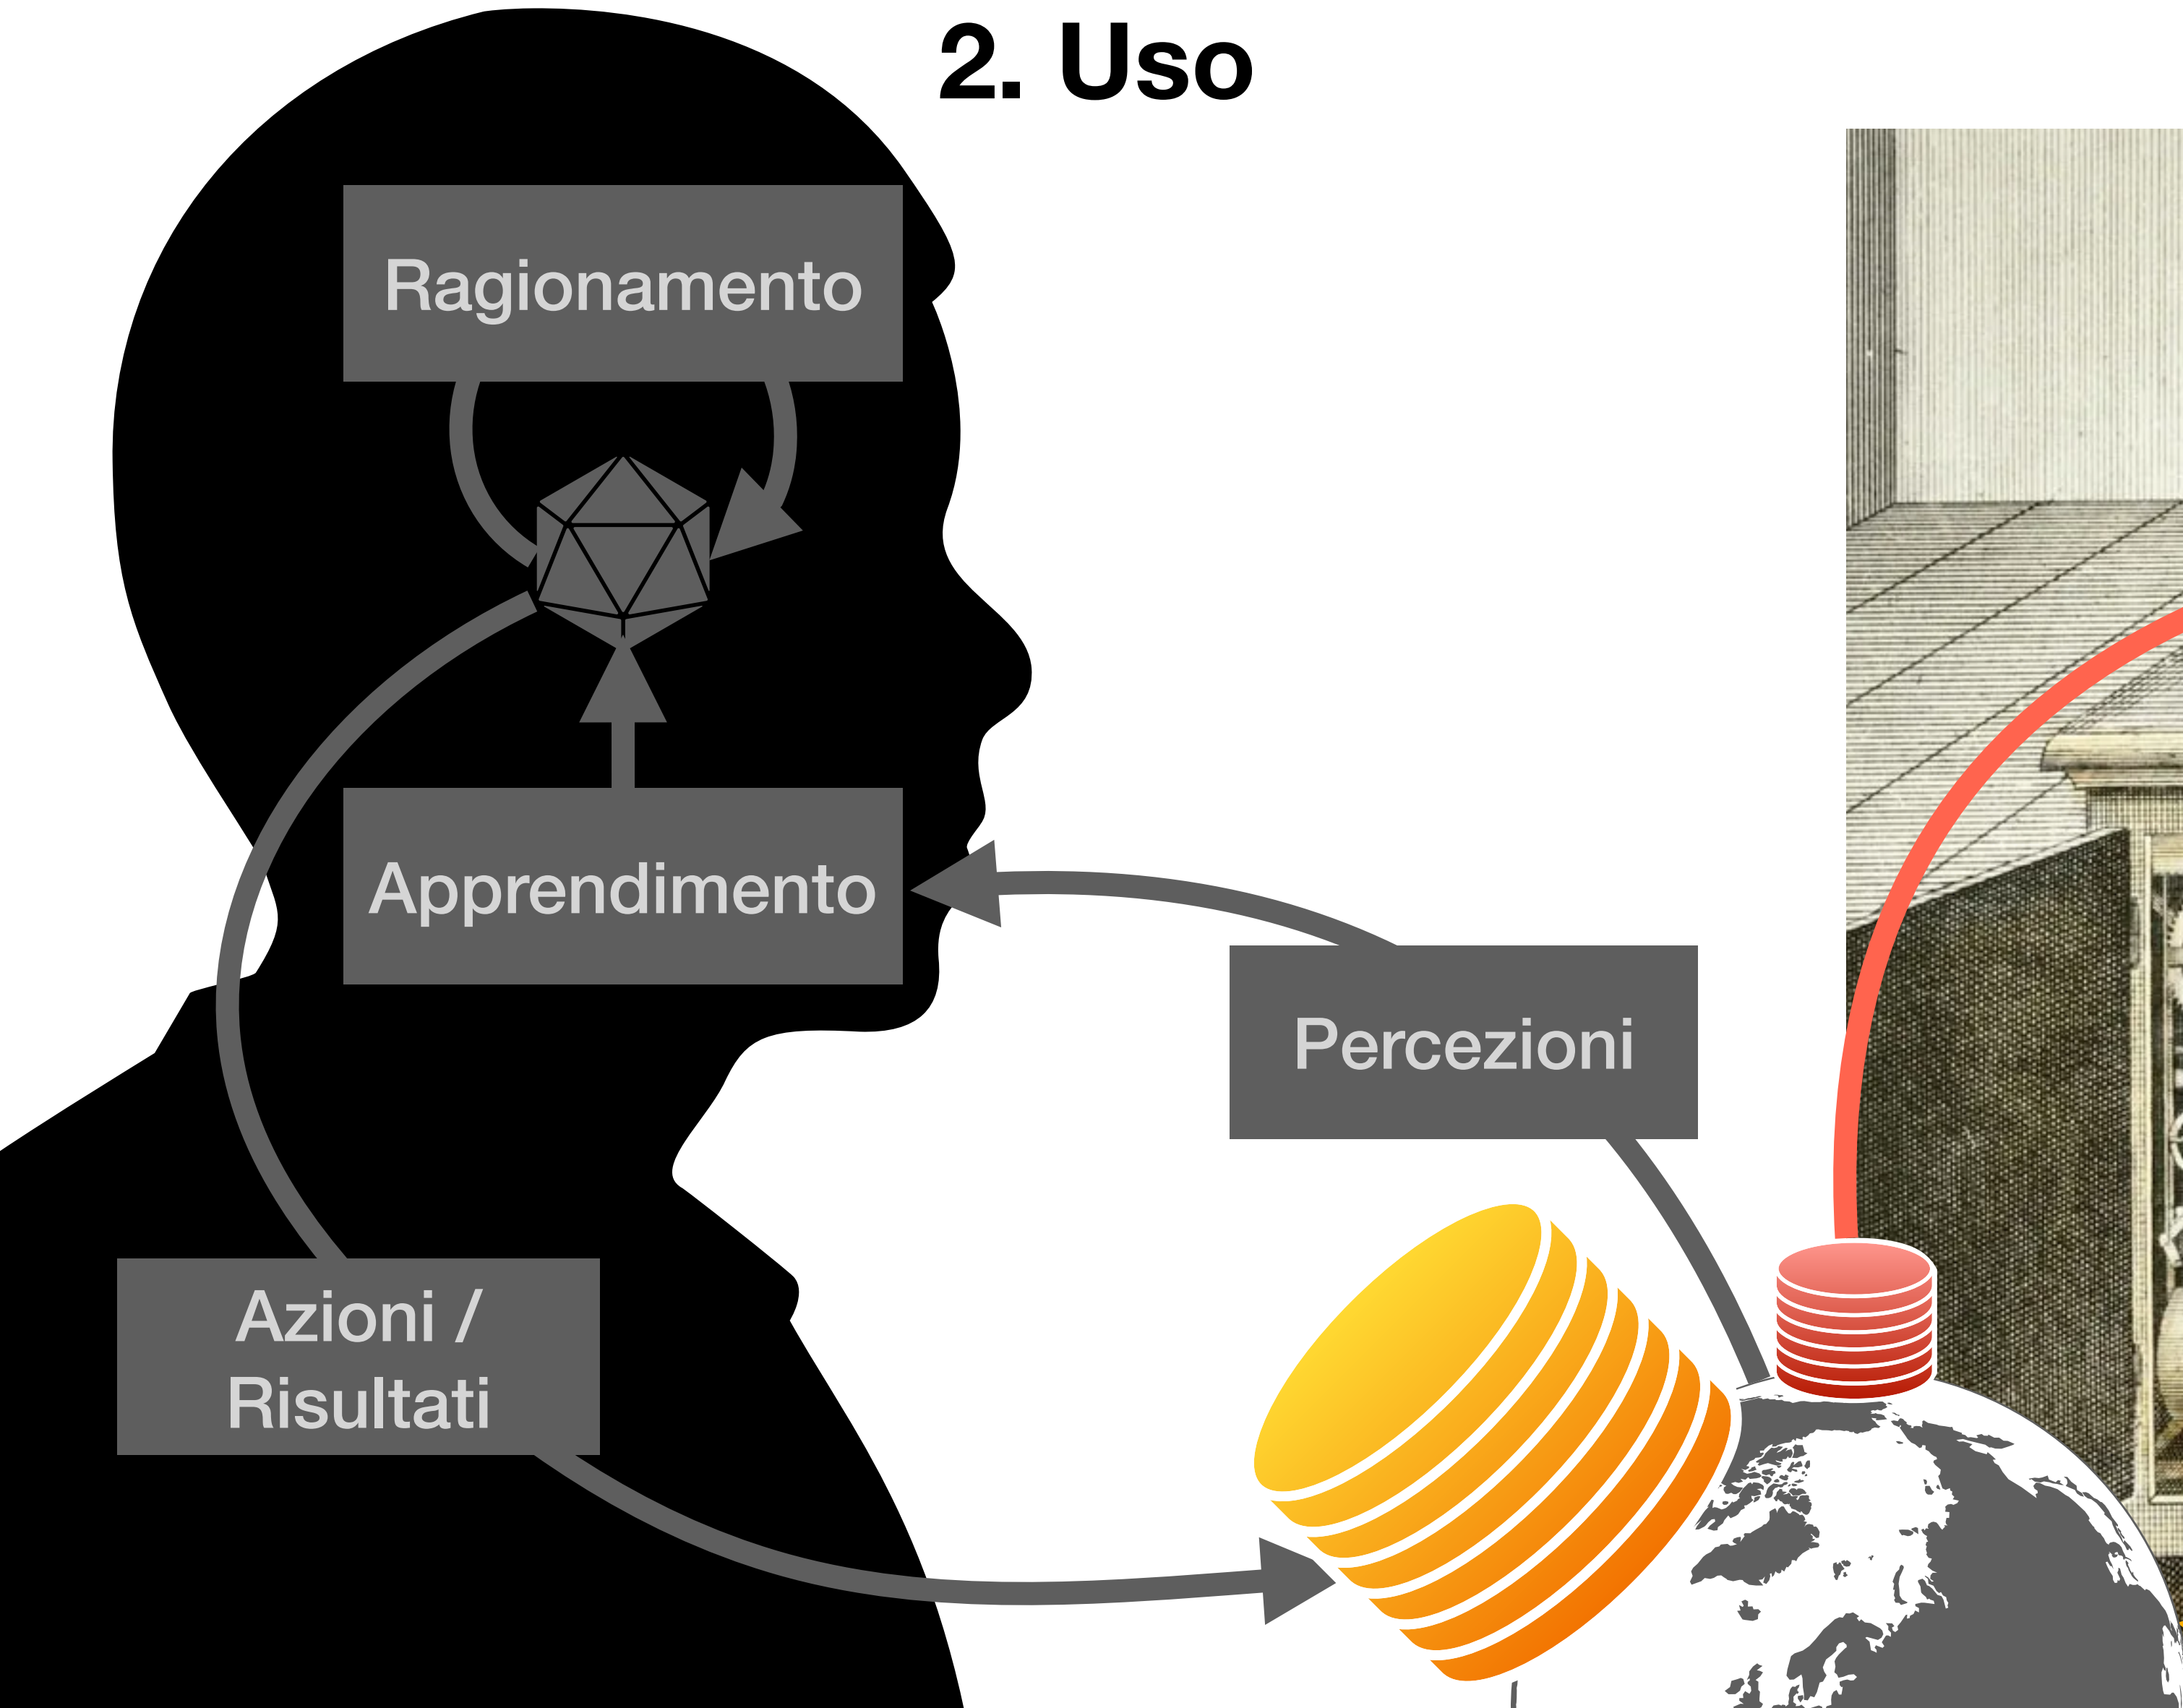 2. Uso
Ragionamento
Apprendimento
Percezioni
Azioni /
Risultati